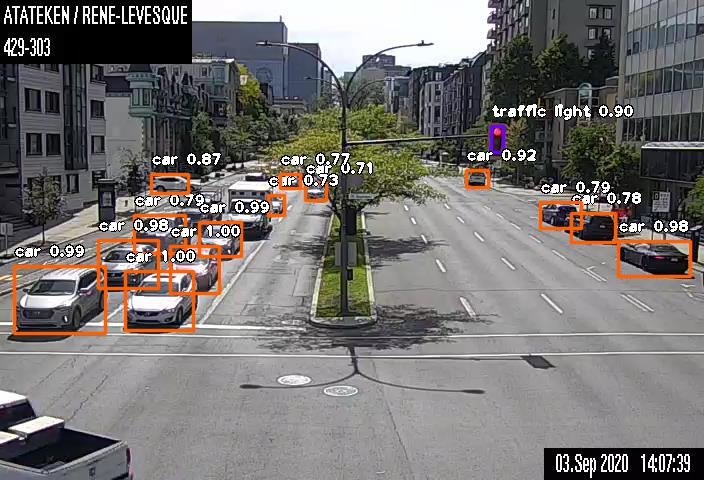 ATATEKEN / RENE-LEVESQUE
429-303
traffic light 0.90
car 0.87
car 0.77
car 0.71
car 0.92
car 0.73
car 0.79
car 0.99
car 0.79
car 0.78
car 0.98
car 1.00
car 0.98
car 0.99
car 1.00
03.Sep 2020 14:07:39